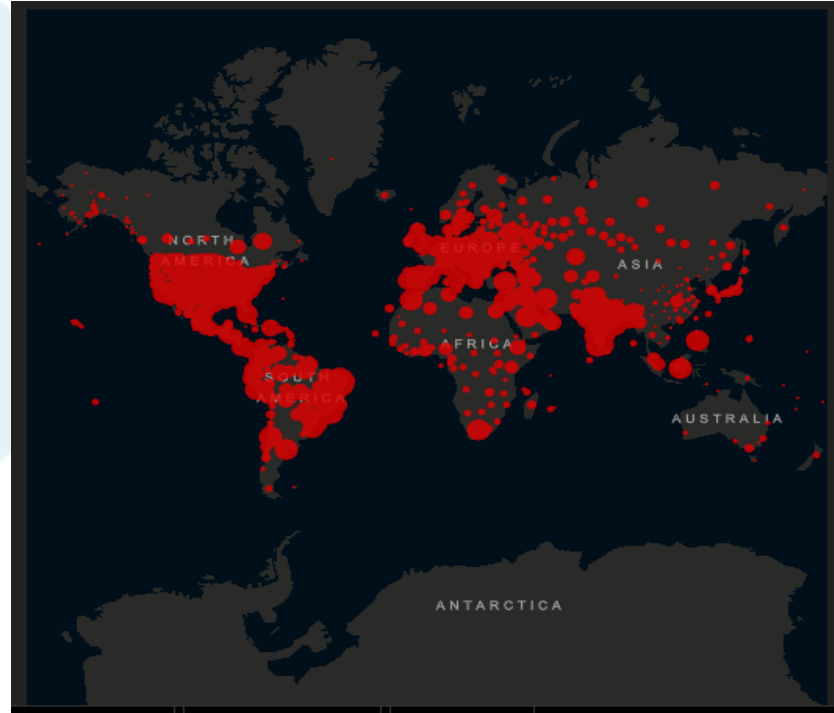 NORTH
AMERICA
EUROPE
ASIA
AFRICA
SOUTH
AMERICA
AUSTRALIA
ANTARCTICA